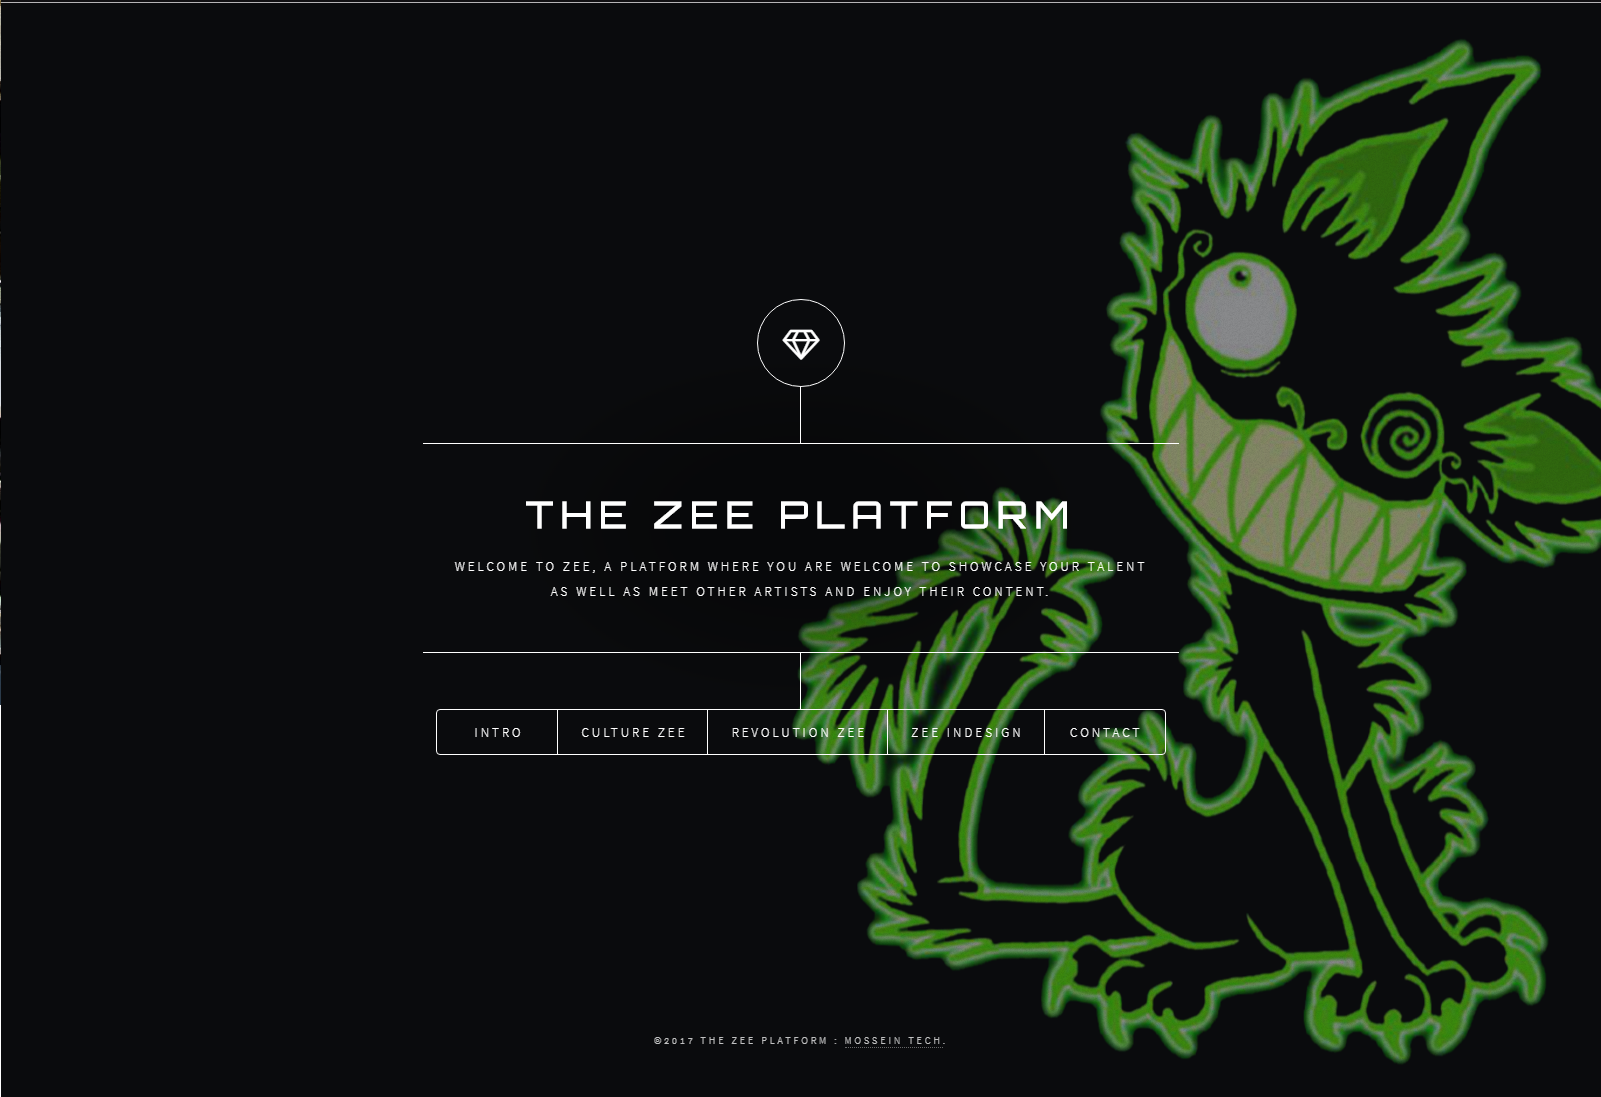 THE ZEE PLATFORM
WELCOME TO ZEE, A PLATFORM WHERE YOU ARE WELCOME TO SHOWCASE YOUR TALENT
AS WELL AS MEET OTHER ARTISTS AND ENJOY THEIR CONTENT.
INTRO CULTURE ZEE REVOLUTION ZEE ZEE INDESIGN CONTACT
©2017 THE ZEE PLATFORM : MOSSEIN TECH.